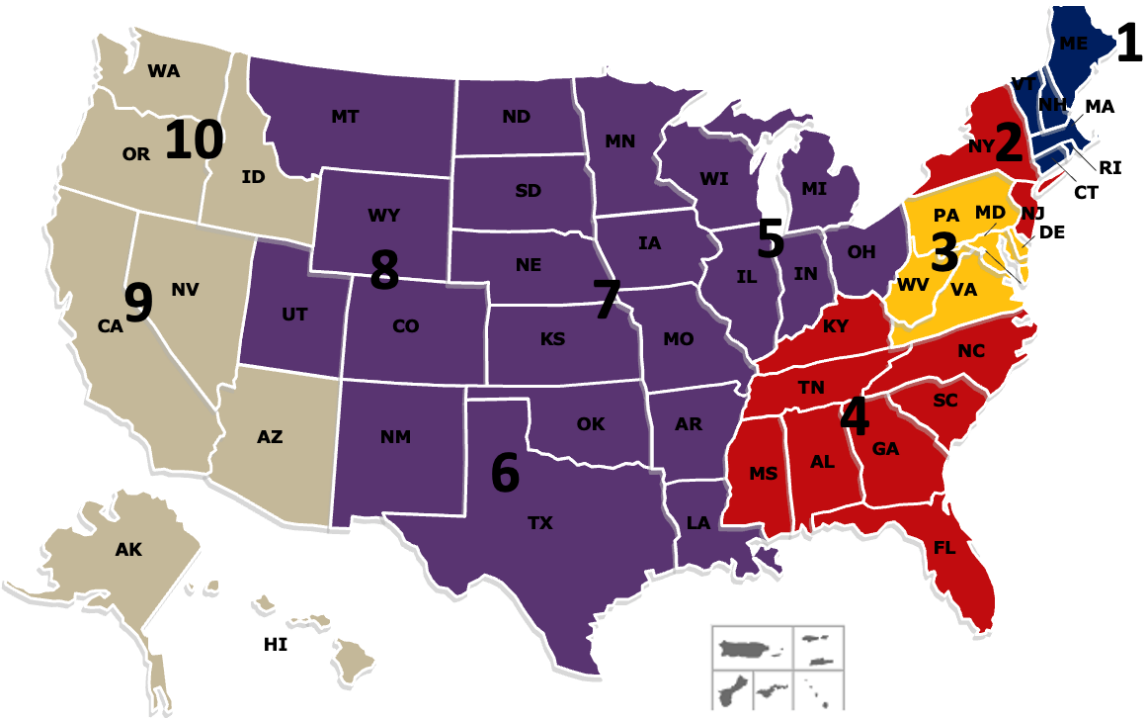 ME
1
WA
VT
NH
MA
MT
ND
MN
OR
10
NY
2
RI
ID
SD
WI
MI
CT
WY
PA
MD
NJ
DE
IA
5
OH
3
8
NE
IL
IN
WV
VA
9
NV
7
CA
UT
CO
KS
MO
KY
NC
TN
SC
4
AZ
NM
OK
AR
GA
6
MS
AL
TX
LA
AK
FL
HI